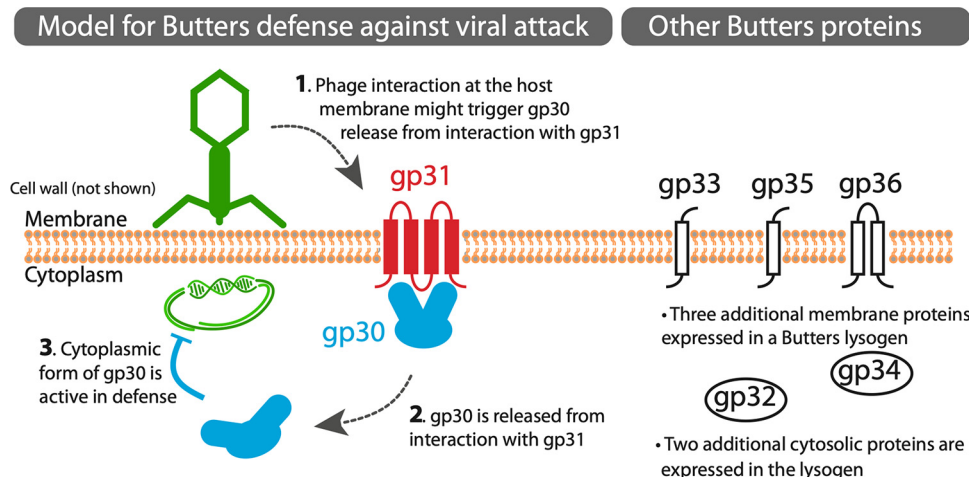 Model for Butters defense against viral attack
Other Butters proteins
1. Phage interaction at the host
membrane might trigger gp30
release from interaction with gp31
Cell wall (not shown)
Membrane
Cytoplasm
gp31
gp30
3. Cytoplasmic
form of gp30 is
active in defense
2. gp30 is released from
interaction with gp31
gp33
gp35
gp36
• Three additional membrane proteins
expressed in a Butters lysogen
gp32
gp34
• Two additional cytosolic proteins are
expressed in the lysogen